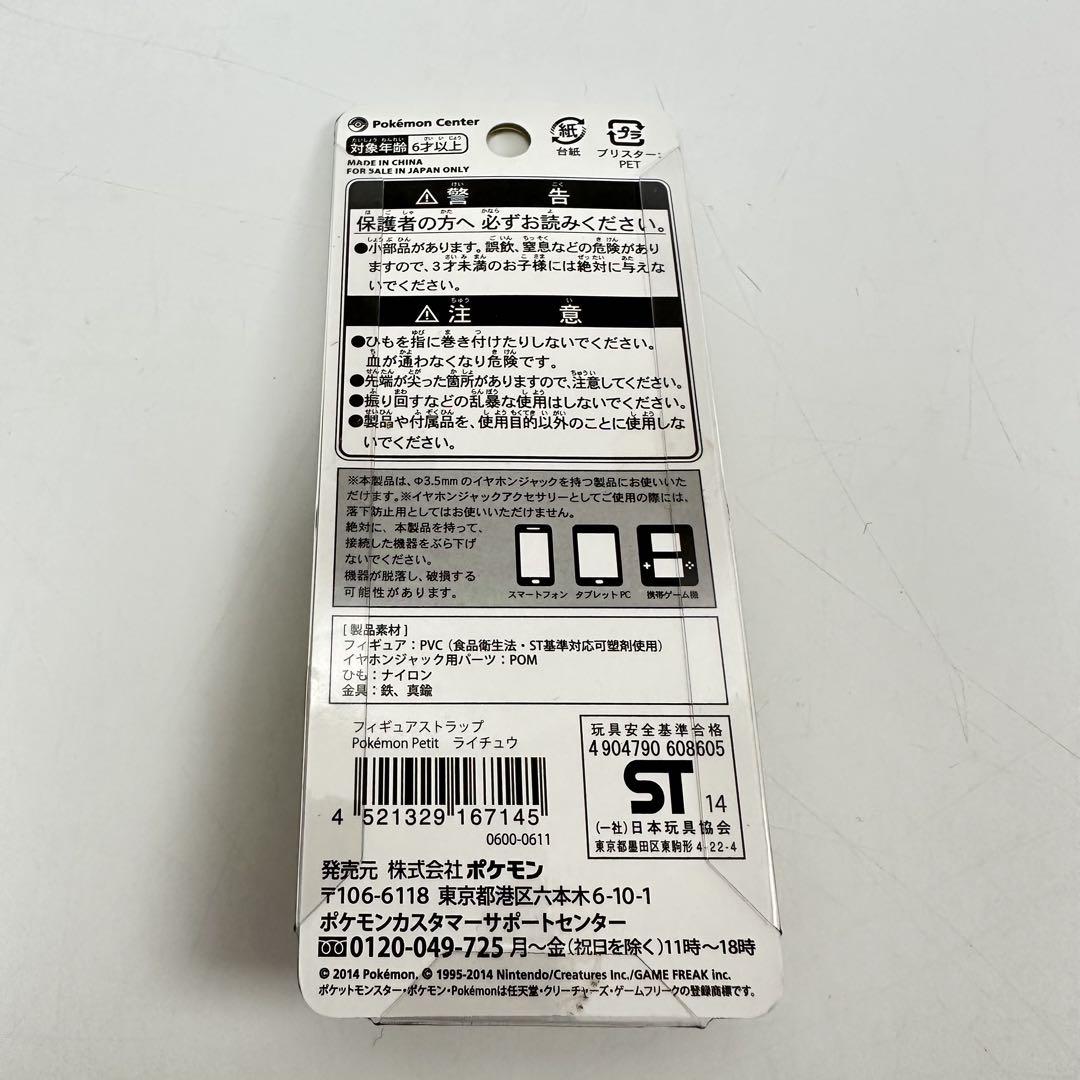 Pokémon Center
対象年齢 6才以上
MADE IN CHINA
FOR SALE IN JAPAN ONLY
紙
台紙
プラ
ブリスター:
PET
⚠警告
保護者の方へ 必ずお読みください。
●小部品があります。誤飲、窒息などの危険があり
ますので、3才未満のお子様には絶対に与えな
いでください。
⚠注意
●ひもを指に巻き付けたりしないでください。
血が通わなくなり危険です。
●先端が尖った箇所がありますので、注意してください。
●振り回すなどの乱暴な使用はしないでください。
●製品や付属品を、使用目的以外のことに使用しな
いでください。
※本製品は、Φ3.5mmのイヤホンジャックを持つ製品にお使いいた
だけます。※イヤホンジャックアクセサリーとしてご使用の際には、
落下防止用としてはお使いいただけません。
絶対に、本製品を持って、
接続した機器をぶら下げ
ないでください。
機器が脱落し、破損する
可能性があります。
スマートフォン タブレットPC 携帯ゲーム機
[製品素材]
フィギュア:PVC(食品衛生法・ST基準対応可塑剤使用)
イヤホンジャック用パーツ:POM
ひも:ナイロン
金具:鉄、真鍮
フィギュアストラップ
Pokémon Petit ライチュウ
4 521329 167145
0600-0611
玩具安全基準合格
4 904790 608605
ST 14
(一社)日本玩具協会
東京都墨田区東駒形4-22-4
発売元 株式会社ポケモン
〒106-6118 東京都港区六本木6-10-1
ポケモンカスタマーサポートセンター
0120-049-725 月〜金(祝日を除く)11時〜18時
© 2014 Pokémon. © 1995-2014 Nintendo/Creatures Inc./GAME FREAK inc.
ポケットモンスター・ポケモン・Pokémonは任天堂・クリーチャーズ・ゲームフリークの登録商標です。